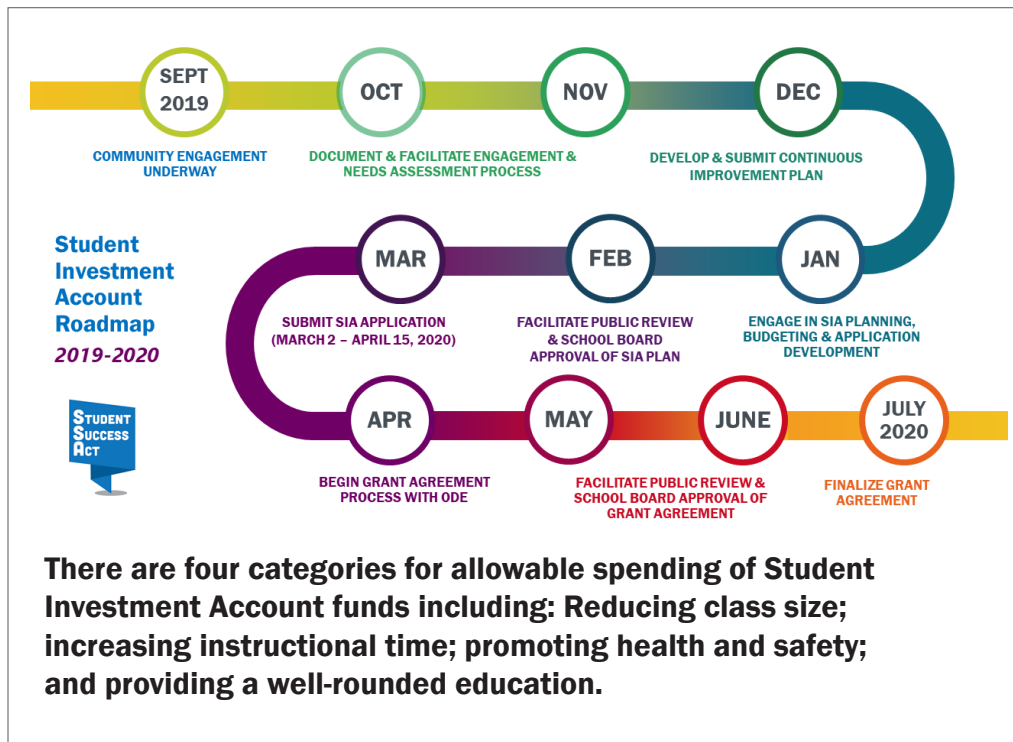 SEPT
2019
OCT
NOV
DEC
COMMUNITY ENGAGEMENT
UNDERWAY
DOCUMENT & FACILITATE ENGAGEMENT &
NEEDS ASSESSMENT PROCESS
DEVELOP & SUBMIT CONTINUOUS
IMPROVEMENT PLAN
Student
Investment
Account
Roadmap
2019-2020
MAR
FEB
JAN
SUBMIT SIA APPLICATION
(MARCH 2 – APRIL 15, 2020)
FACILITATE PUBLIC REVIEW
& SCHOOL BOARD
APPROVAL OF SIA PLAN
ENGAGE IN SIA PLANNING,
BUDGETING & APPLICATION
DEVELOPMENT
STUDENT
SUCCESS
ACT
APR
MAY
JUNE
JULY
2020
BEGIN GRANT AGREEMENT
PROCESS WITH ODE
FACILITATE PUBLIC REVIEW &
SCHOOL BOARD APPROVAL OF
GRANT AGREEMENT
FINALIZE GRANT
AGREEMENT
There are four categories for allowable spending of Student
Investment Account funds including: Reducing class size;
increasing instructional time; promoting health and safety;
and providing a well-rounded education.